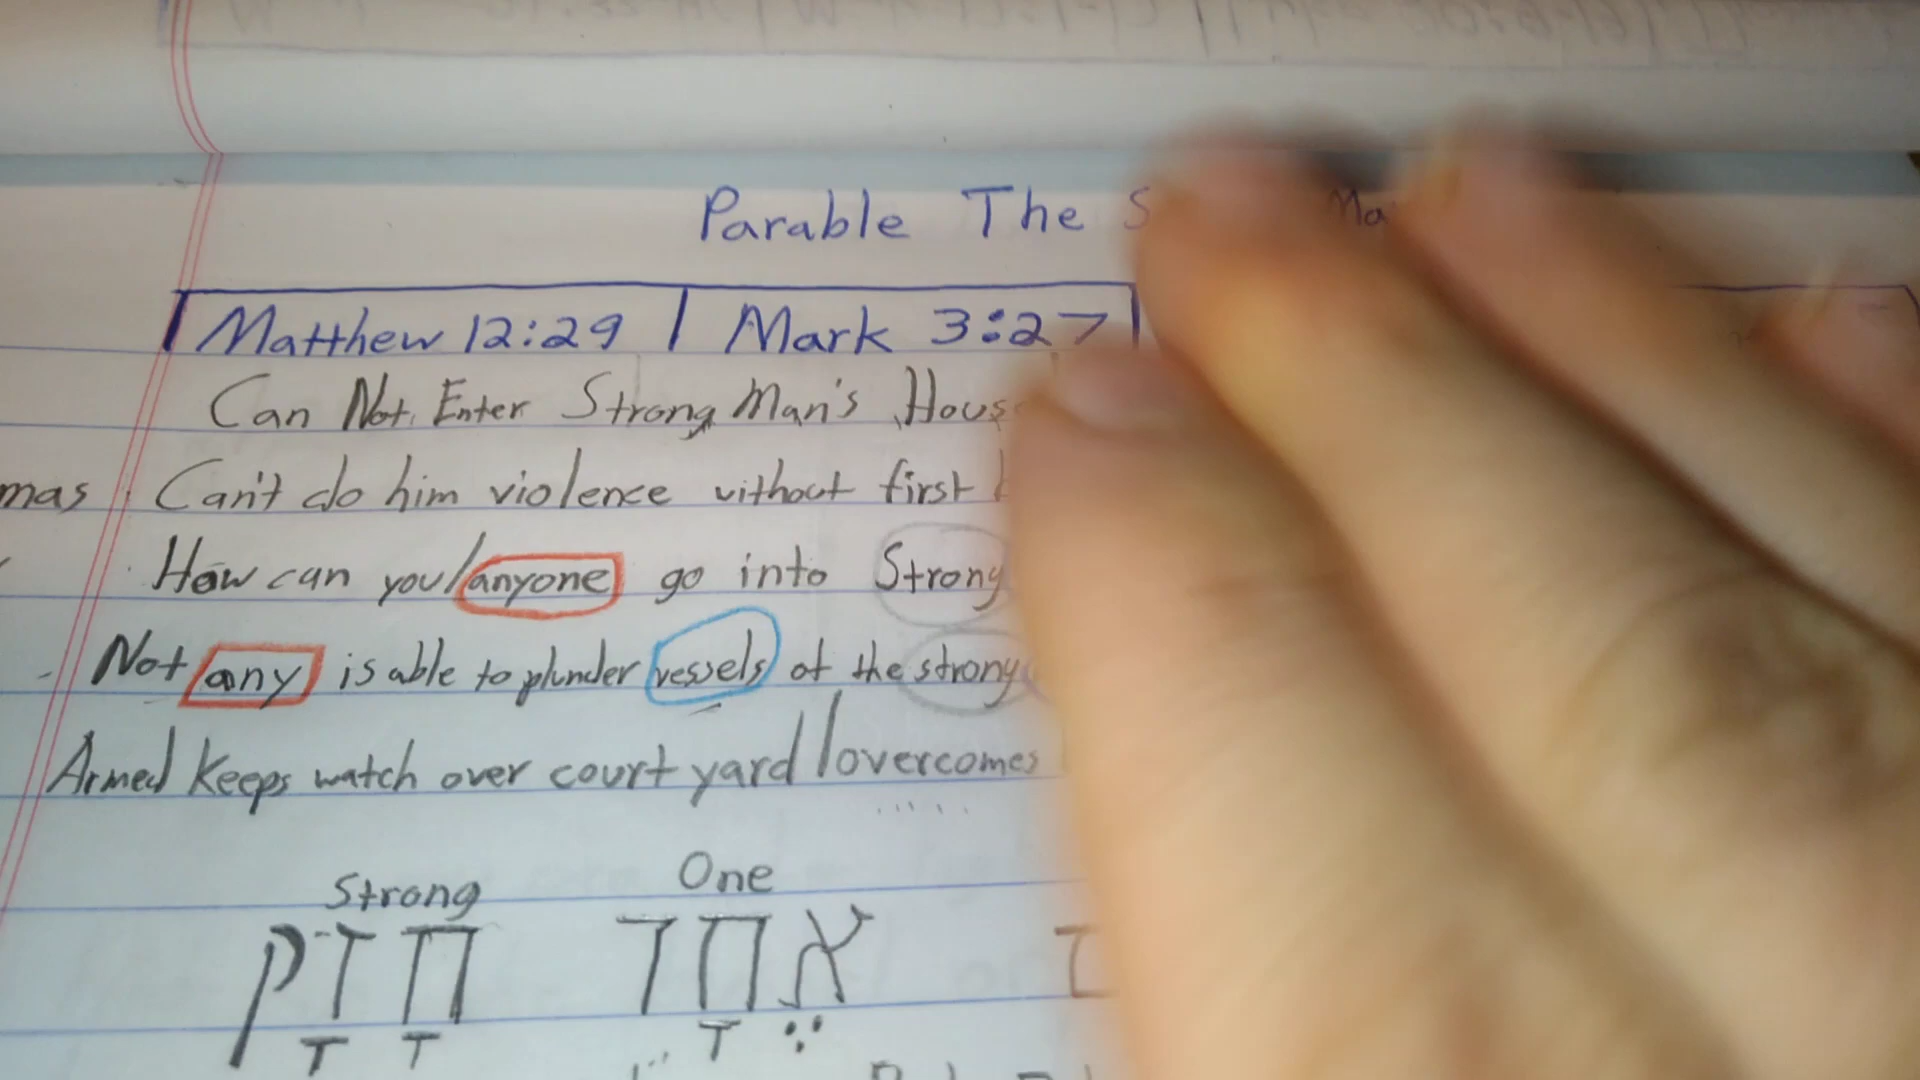 Parable The
Matthew 12:29 | Mark 3:27
Can Not Enter Strong Man's
mas Can't do him violence without first
How can you/anyone go into Strong
Not any is able to plunder vessels of the strong
Armed keeps watch over court yard / overcomes
Strong One
חָזָק אֶחָד